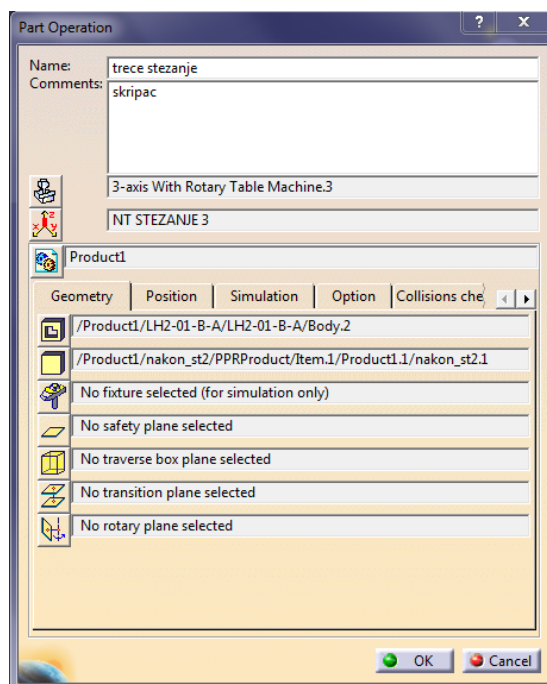 Part Operation
Name: trece stezanje
Comments: skripac
3-axis With Rotary Table Machine.3
NT STEZANJE 3
Product1
Geometry Position Simulation Option Collisions che
/Product1/LH2-01-B-A/LH2-01-B-A/Body.2
/Product1/nakon_st2/PPRProduct/Item.1/Product1.1/nakon_st2.1
No fixture selected (for simulation only)
No safety plane selected
No traverse box plane selected
No transition plane selected
No rotary plane selected
OK Cancel